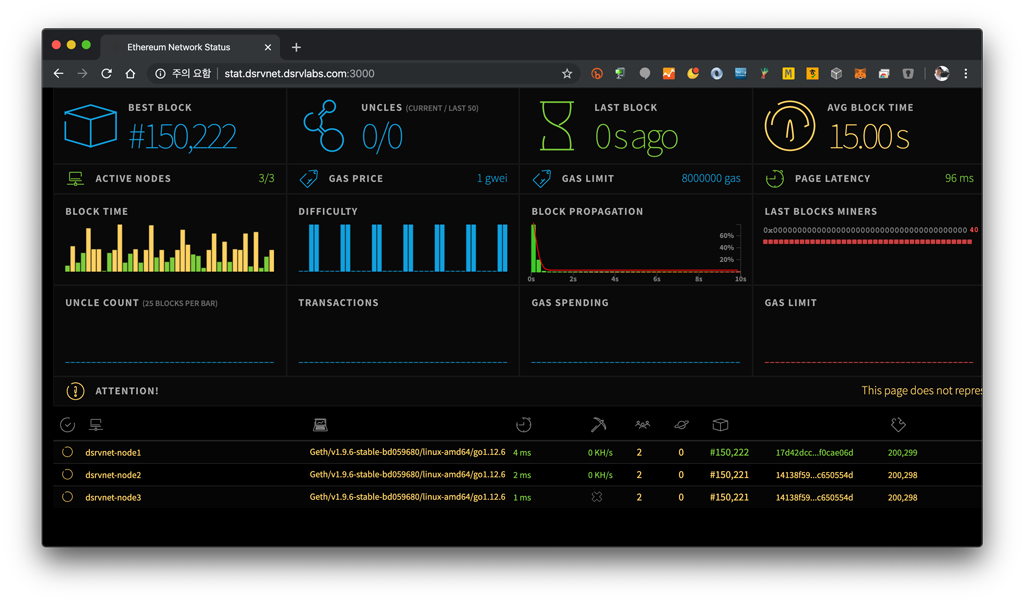 Ethereum Network Status
주의 요함 stat.dsrvnet.dsrvlabs.com:3000
BEST BLOCK
#150,222
UNCLES (CURRENT / LAST 50)
0/0
LAST BLOCK
0 s ago
AVG BLOCK TIME
15.00 s
ACTIVE NODES 3/3
GAS PRICE 1 gwei
GAS LIMIT 8000000 gas
PAGE LATENCY 96 ms
BLOCK TIME
DIFFICULTY
BLOCK PROPAGATION
60%
40%
20%
0s 2s 4s 6s 8s 10s
LAST BLOCKS MINERS
0x0000000000000000000000000000000000000000 40
UNCLE COUNT (25 BLOCKS PER BAR)
TRANSACTIONS
GAS SPENDING
GAS LIMIT
ATTENTION! This page does not repres
dsrvnet-node1 Geth/v1.9.6-stable-bd059680/linux-amd64/go1.12.6 4 ms 0 KH/s 2 0 #150,222 17d42dcc...f0cae06d 200,299
dsrvnet-node2 Geth/v1.9.6-stable-bd059680/linux-amd64/go1.12.6 2 ms 0 KH/s 2 0 #150,221 14138f59...c650554d 200,298
dsrvnet-node3 Geth/v1.9.6-stable-bd059680/linux-amd64/go1.12.6 1 ms 2 0 #150,221 14138f59...c650554d 200,298